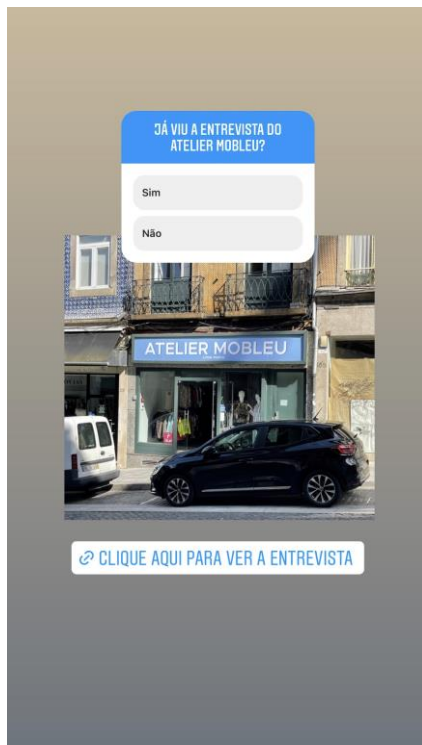 JÁ VIU A ENTREVISTA DO
ATELIER MOBLEU?
Sim
Não
ATELIER MOBLEU
CLIQUE AQUI PARA VER A ENTREVISTA